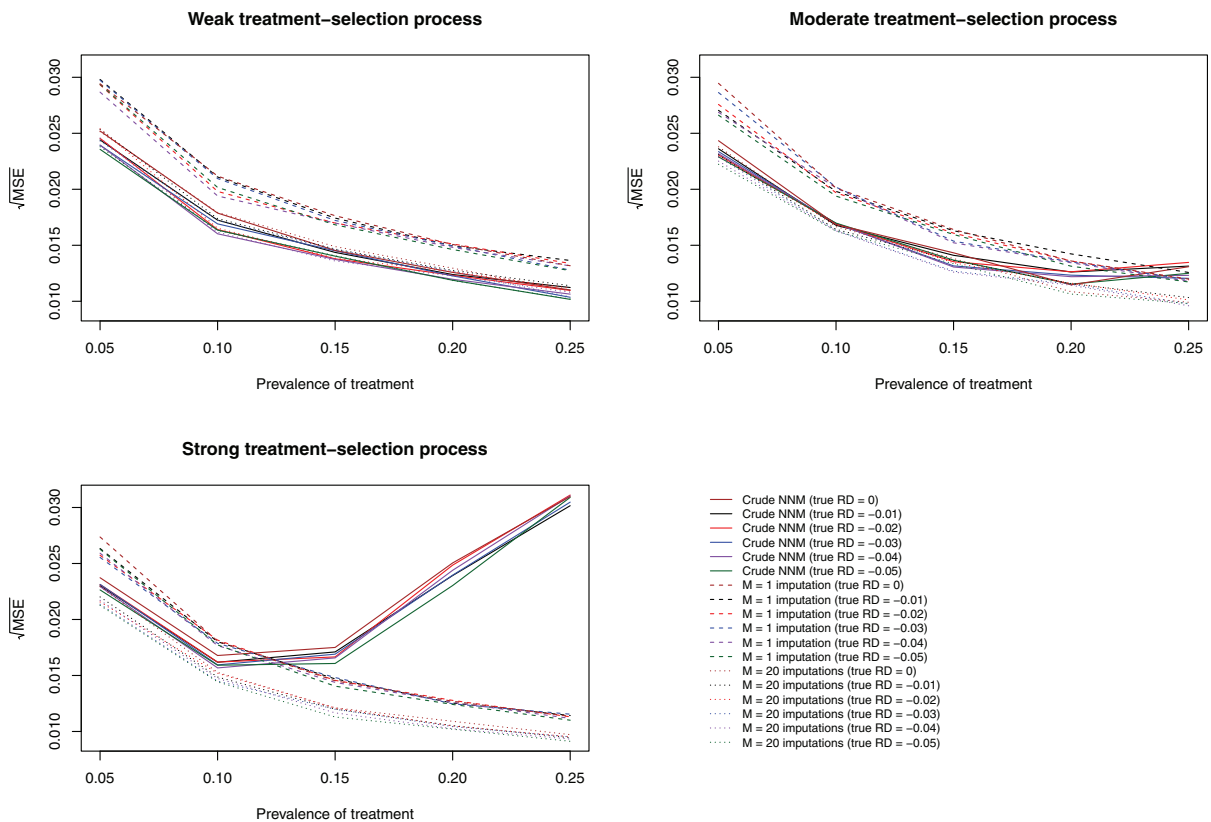 Weak treatment−selection process
√MSE
0.030
0.025
0.020
0.015
0.010
0.05 0.10 0.15 0.20 0.25
Prevalence of treatment
Moderate treatment−selection process
√MSE
0.030
0.025
0.020
0.015
0.010
0.05 0.10 0.15 0.20 0.25
Prevalence of treatment
Strong treatment−selection process
√MSE
0.030
0.025
0.020
0.015
0.010
0.05 0.10 0.15 0.20 0.25
Prevalence of treatment
Crude NNM (true RD = 0)
Crude NNM (true RD = −0.01)
Crude NNM (true RD = −0.02)
Crude NNM (true RD = −0.03)
Crude NNM (true RD = −0.04)
Crude NNM (true RD = −0.05)
M = 1 imputation (true RD = 0)
M = 1 imputation (true RD = −0.01)
M = 1 imputation (true RD = −0.02)
M = 1 imputation (true RD = −0.03)
M = 1 imputation (true RD = −0.04)
M = 1 imputation (true RD = −0.05)
M = 20 imputations (true RD = 0)
M = 20 imputations (true RD = −0.01)
M = 20 imputations (true RD = −0.02)
M = 20 imputations (true RD = −0.03)
M = 20 imputations (true RD = −0.04)
M = 20 imputations (true RD = −0.05)